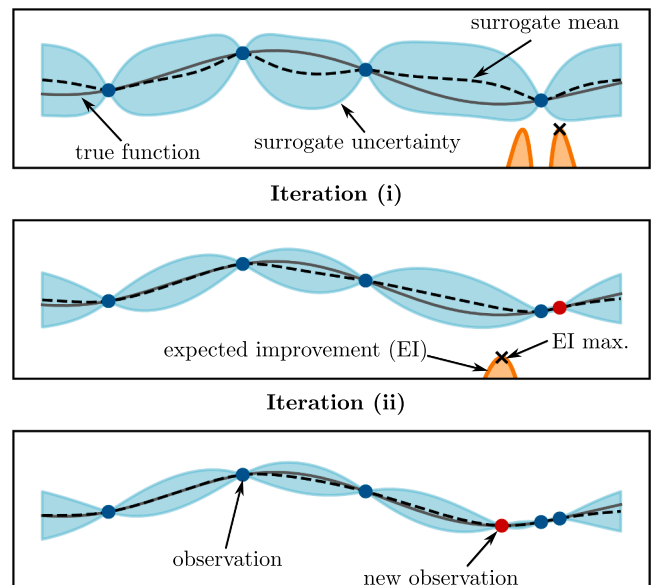 surrogate mean
surrogate uncertainty
true function
Iteration (i)
expected improvement (EI)
EI max.
Iteration (ii)
observation
new observation